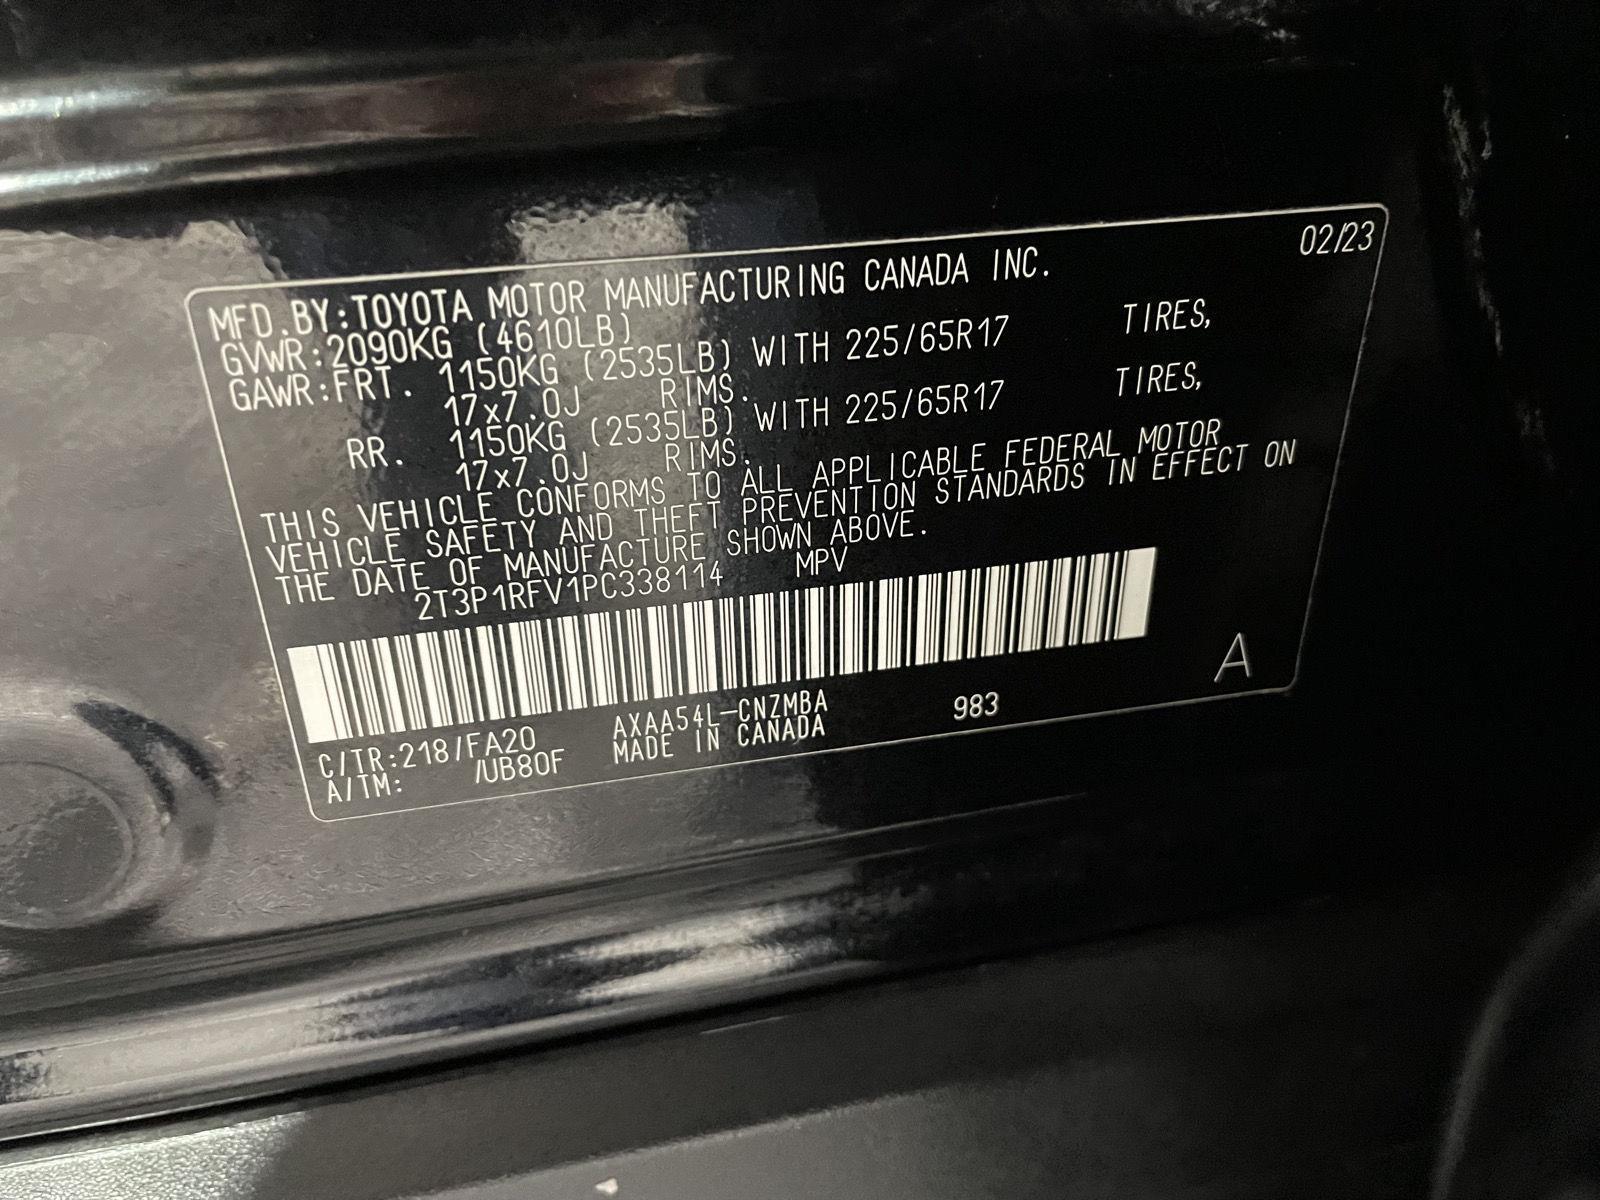 02/23
MFD.BY:TOYOTA MOTOR MANUFACTURING CANADA INC.
GVWR:2090KG (4610LB)
GAWR:FRT. 1150KG (2535LB) WITH 225/65R17 TIRES,
17x7.0J RIMS.
RR. 1150KG (2535LB) WITH 225/65R17 TIRES,
17x7.0J RIMS.
THIS VEHICLE CONFORMS TO ALL APPLICABLE FEDERAL MOTOR
VEHICLE SAFETY AND THEFT PREVENTION STANDARDS IN EFFECT ON
THE DATE OF MANUFACTURE SHOWN ABOVE.
2T3P1RFV1PC338114 MPV
C/TR:218/FA20 AXAA54L-CNZMBA 983 A
A/TM: /UB80F MADE IN CANADA